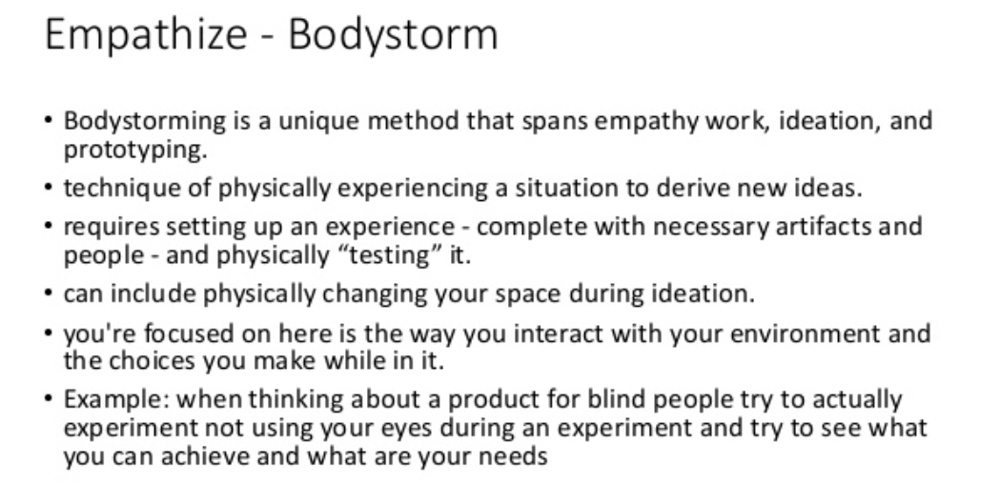 Empathize - Bodystorm
• Bodystorming is a unique method that spans empathy work, ideation, and
prototyping.
• technique of physically experiencing a situation to derive new ideas.
• requires setting up an experience - complete with necessary artifacts and
people - and physically “testing” it.
• can include physically changing your space during ideation.
• you're focused on here is the way you interact with your environment and
the choices you make while in it.
• Example: when thinking about a product for blind people try to actually
experiment not using your eyes during an experiment and try to see what
you can achieve and what are your needs